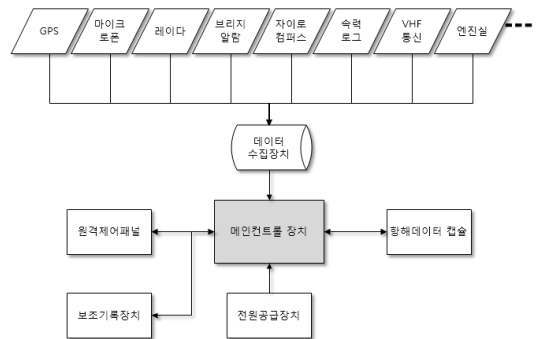 GPS
마이크
로폰
레이다
브리지
알람
자이로
컴퍼스
속력
로그
VHF
통신
엔진실
데이터
수집장치
원격제어패널
메인컨트롤 장치
항해데이터 캡슐
보조기록장치
전원공급장치